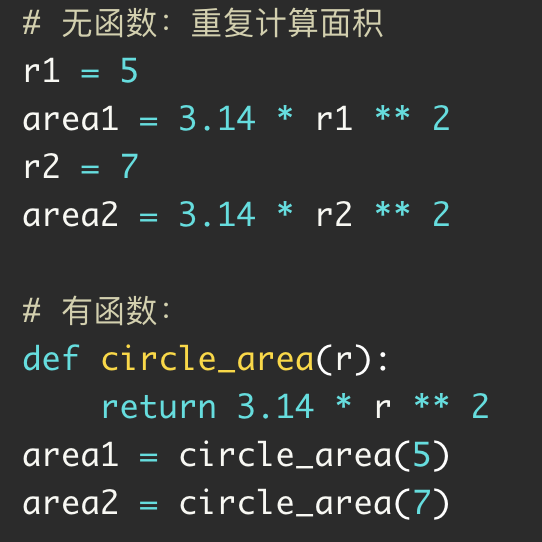 # 无函数：重复计算面积
r1 = 5
area1 = 3.14 * r1 ** 2
r2 = 7
area2 = 3.14 * r2 ** 2
# 有函数：
def circle_area(r):
    return 3.14 * r ** 2
area1 = circle_area(5)
area2 = circle_area(7)